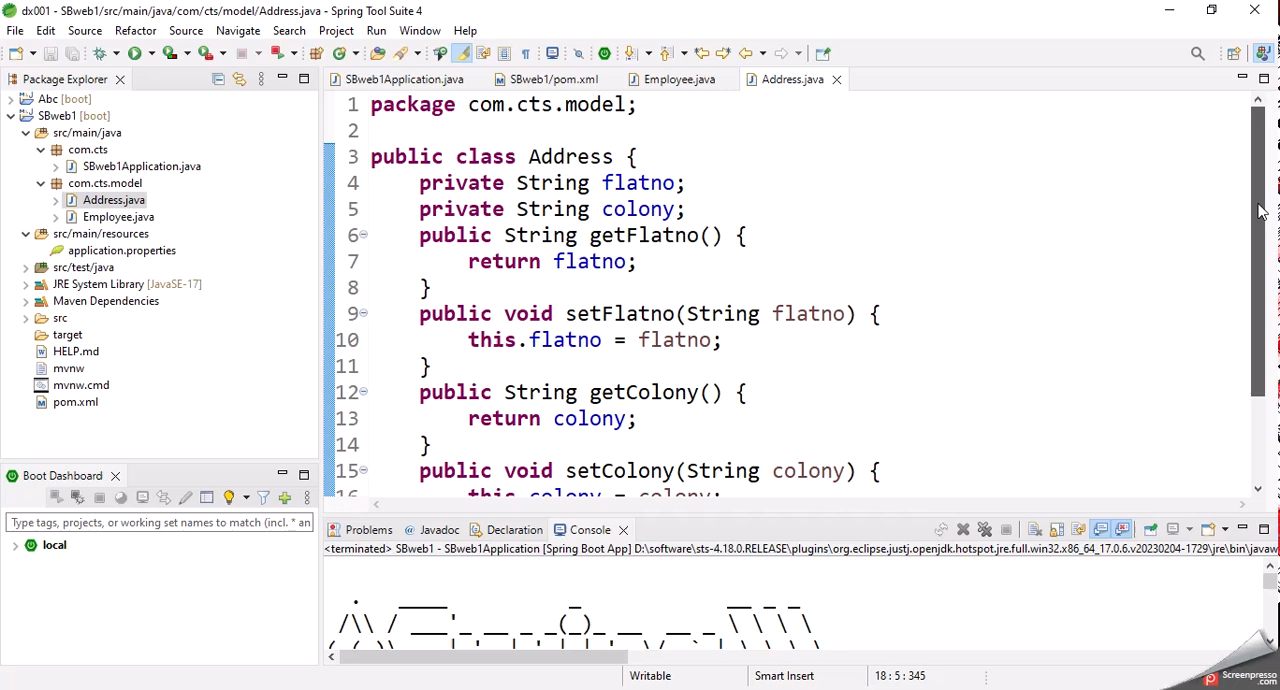 dx001 - SBweb1/src/main/java/com/cts/model/Address.java - Spring Tool Suite 4
File Edit Source Refactor Source Navigate Search Project Run Window Help
Package Explorer
Abc [boot]
SBweb1 [boot]
src/main/java
com.cts
SBweb1Application.java
com.cts.model
Address.java
Employee.java
src/main/resources
application.properties
src/test/java
JRE System Library [JavaSE-17]
Maven Dependencies
src
target
HELP.md
mvnw
mvnw.cmd
pom.xml
Boot Dashboard
Type tags, projects, or working set names to match (incl. * an
local
SBweb1Application.java SBweb1/pom.xml Employee.java Address.java
1 package com.cts.model;
2
3 public class Address {
4 private String flatno;
5 private String colony;
6 public String getFlatno() {
7 return flatno;
8 }
9 public void setFlatno(String flatno) {
10 this.flatno = flatno;
11 }
12 public String getColony() {
13 return colony;
14 }
15 public void setColony(String colony) {
16 this.colony = colony;
Problems Javadoc Declaration Console
<terminated> SBweb1 - SBweb1Application [Spring Boot App] D:\software\sts-4.18.0.RELEASE\plugins\org.eclipse.justj.openjdk.hotspot.jre.full.win32.x86_64_17.0.6.v20230204-1729\jre\bin\javaw
Writable Smart Insert 18 : 5 : 345
Screenpresso
.com